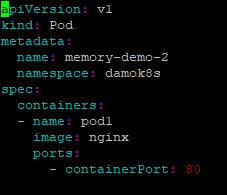 apiVersion: v1
kind: Pod
metadata:
  name: memory-demo-2
  namespace: damok8s
spec:
  containers:
  - name: pod1
    image: nginx
    ports:
      - containerPort: 80